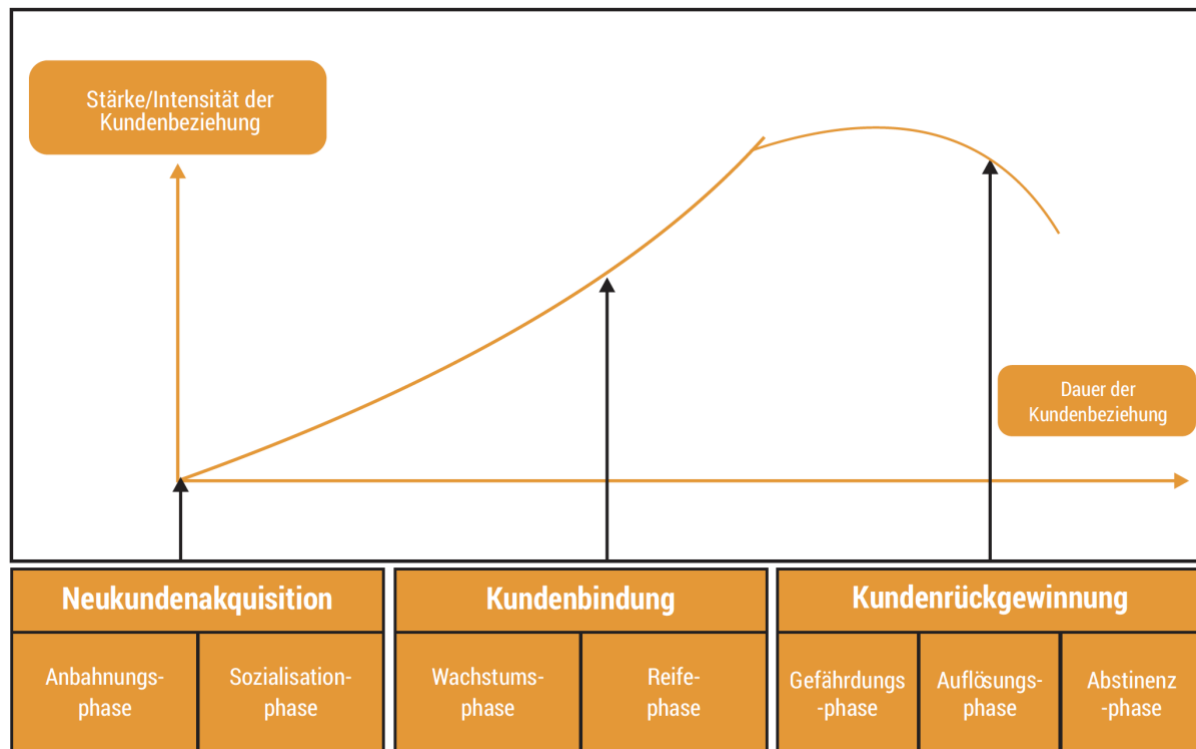 Stärke/Intensität der
Kundenbeziehung
Dauer der
Kundenbeziehung
Neukundenakquisition
Kundenbindung
Kundenrückgewinnung
Anbahnungs-
phase
Sozialisation-
phase
Wachstums-
phase
Reife-
phase
Gefährdungs
-phase
Auflösungs-
phase
Abstinenz
-phase